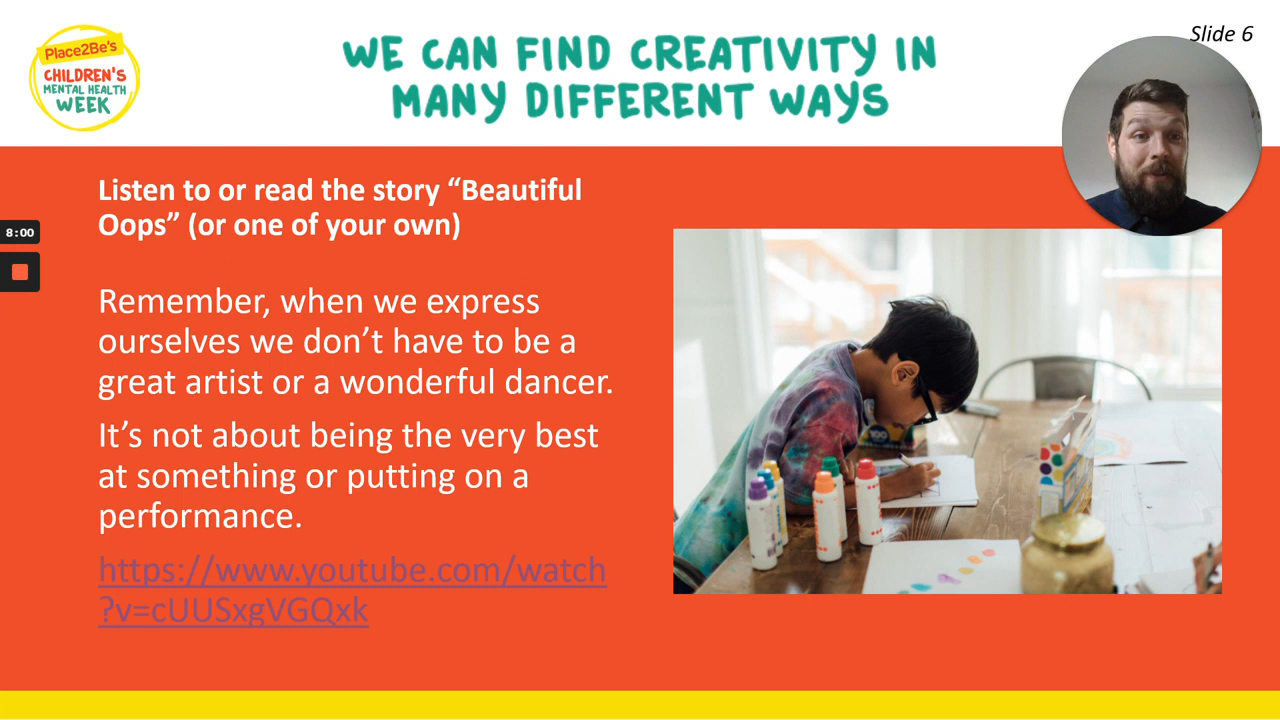 Place2Be's
CHILDREN'S
MENTAL HEALTH
WEEK
WE CAN FIND CREATIVITY IN
MANY DIFFERENT WAYS
Slide 6
Listen to or read the story “Beautiful
Oops” (or one of your own)
8:00
Remember, when we express
ourselves we don’t have to be a
great artist or a wonderful dancer.
It’s not about being the very best
at something or putting on a
performance.
https://www.youtube.com/watch
?v=cUUSxgVGQxk
100